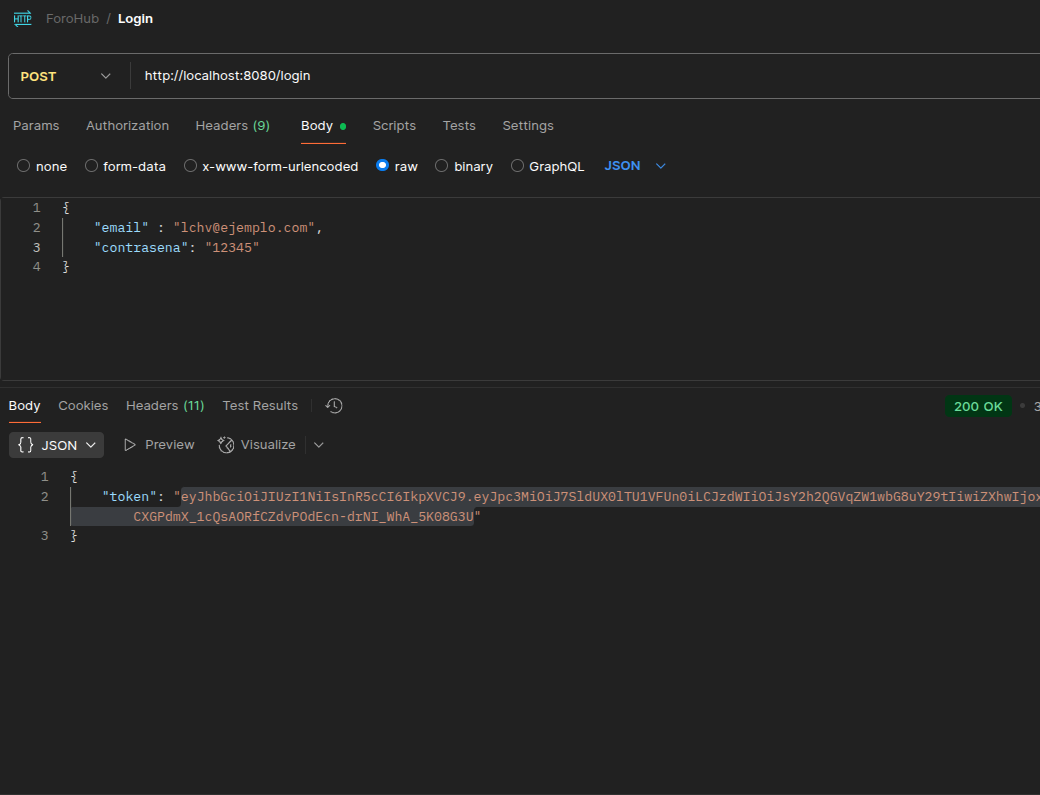 HTTP ForoHub / Login
POST http://localhost:8080/login
Params Authorization Headers (9) Body Scripts Tests Settings
none form-data x-www-form-urlencoded raw binary GraphQL JSON
1 {
2 "email" : "lchv@ejemplo.com",
3 "contrasena": "12345"
4 }
Body Cookies Headers (11) Test Results 200 OK 3
{} JSON Preview Visualize
1 {
2 "token": "eyJhbGciOiJIUzI1NiIsInR5cCI6IkpXVCJ9.eyJpc3MiOiJ7SldUX0lTU1VFUn0iLCJzdWIiOiJsY2h2QGVqZW1wbG8uY29tIiwiZXhwIjox
CXGPdmX_1cQsAORfCZdvPOdEcn-drNI_WhA_5K08G3U"
3 }